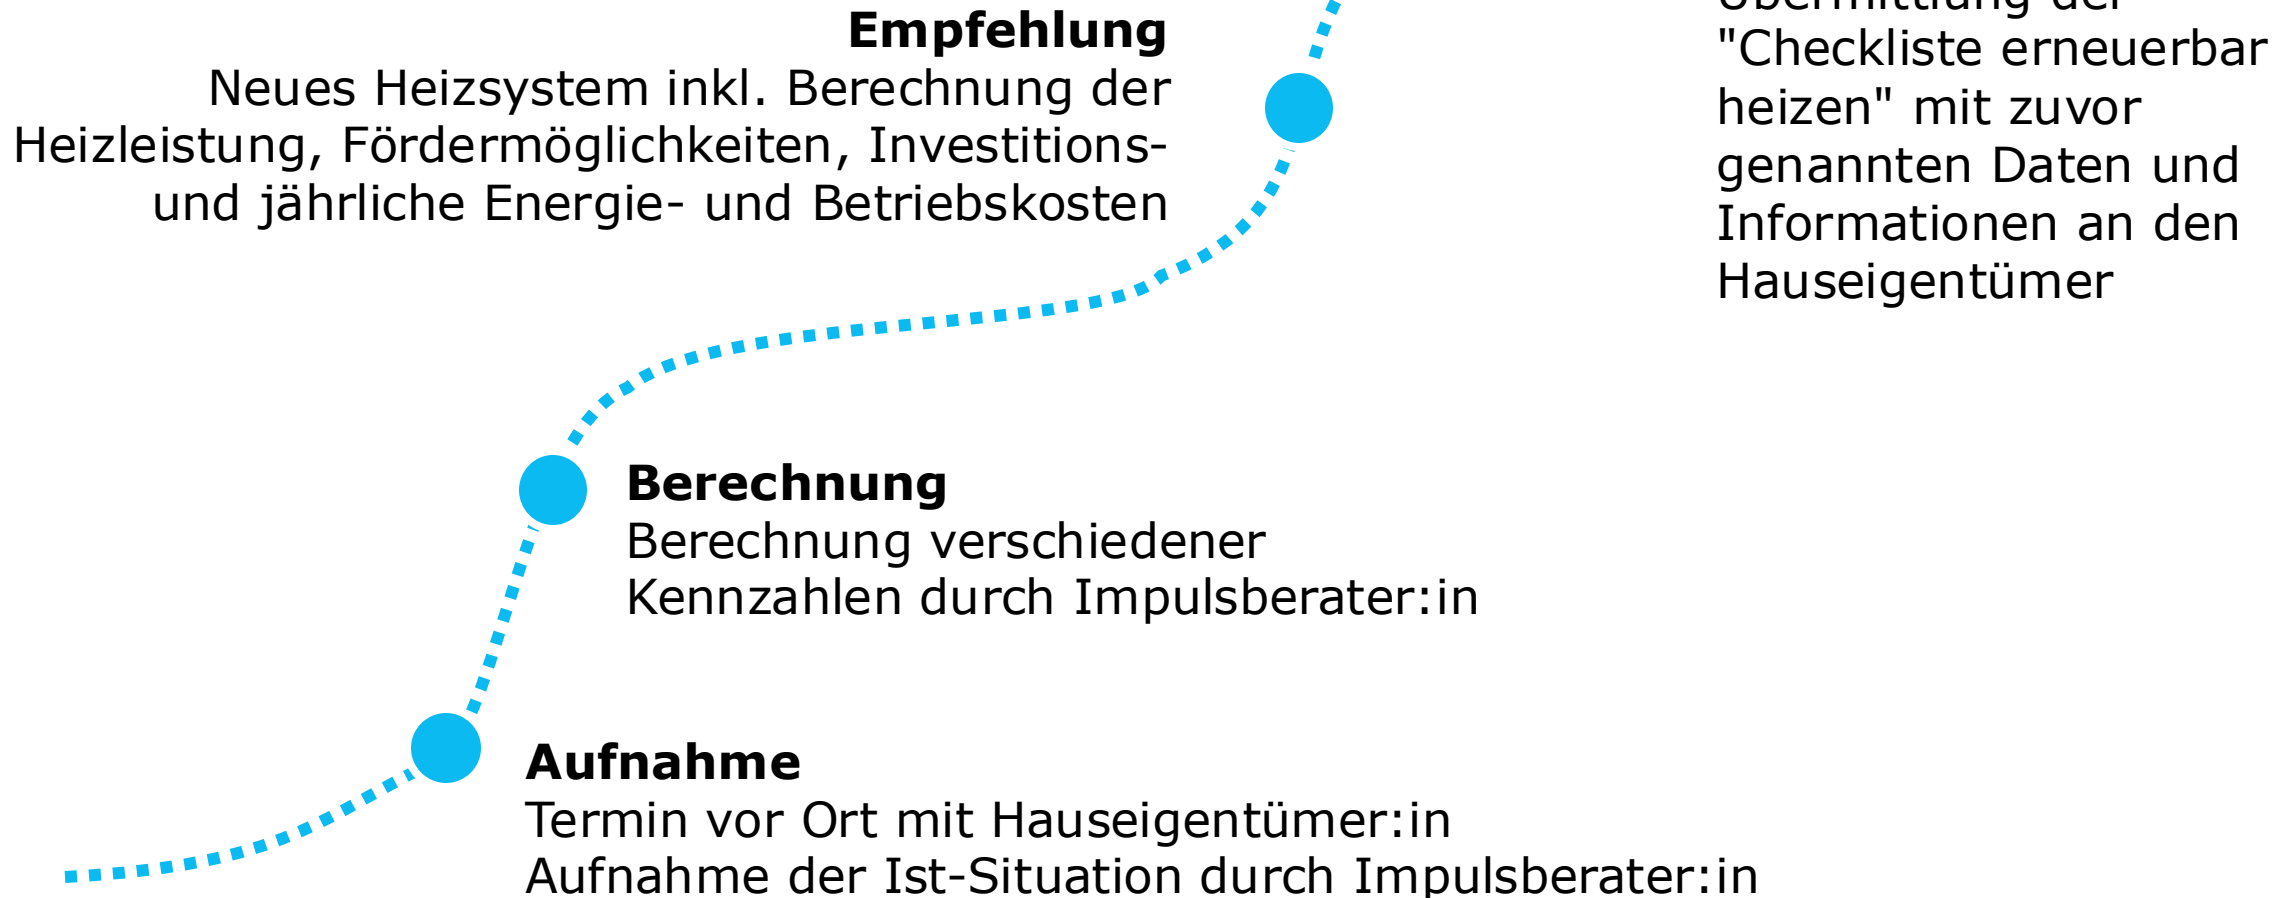 Empfehlung
Neues Heizsystem inkl. Berechnung der
Heizleistung, Fördermöglichkeiten, Investitions-
und jährliche Energie- und Betriebskosten
Übermittlung der
"Checkliste erneuerbar
heizen" mit zuvor
genannten Daten und
Informationen an den
Hauseigentümer
Berechnung
Berechnung verschiedener
Kennzahlen durch Impulsberater:in
Aufnahme
Termin vor Ort mit Hauseigentümer:in
Aufnahme der Ist-Situation durch Impulsberater:in